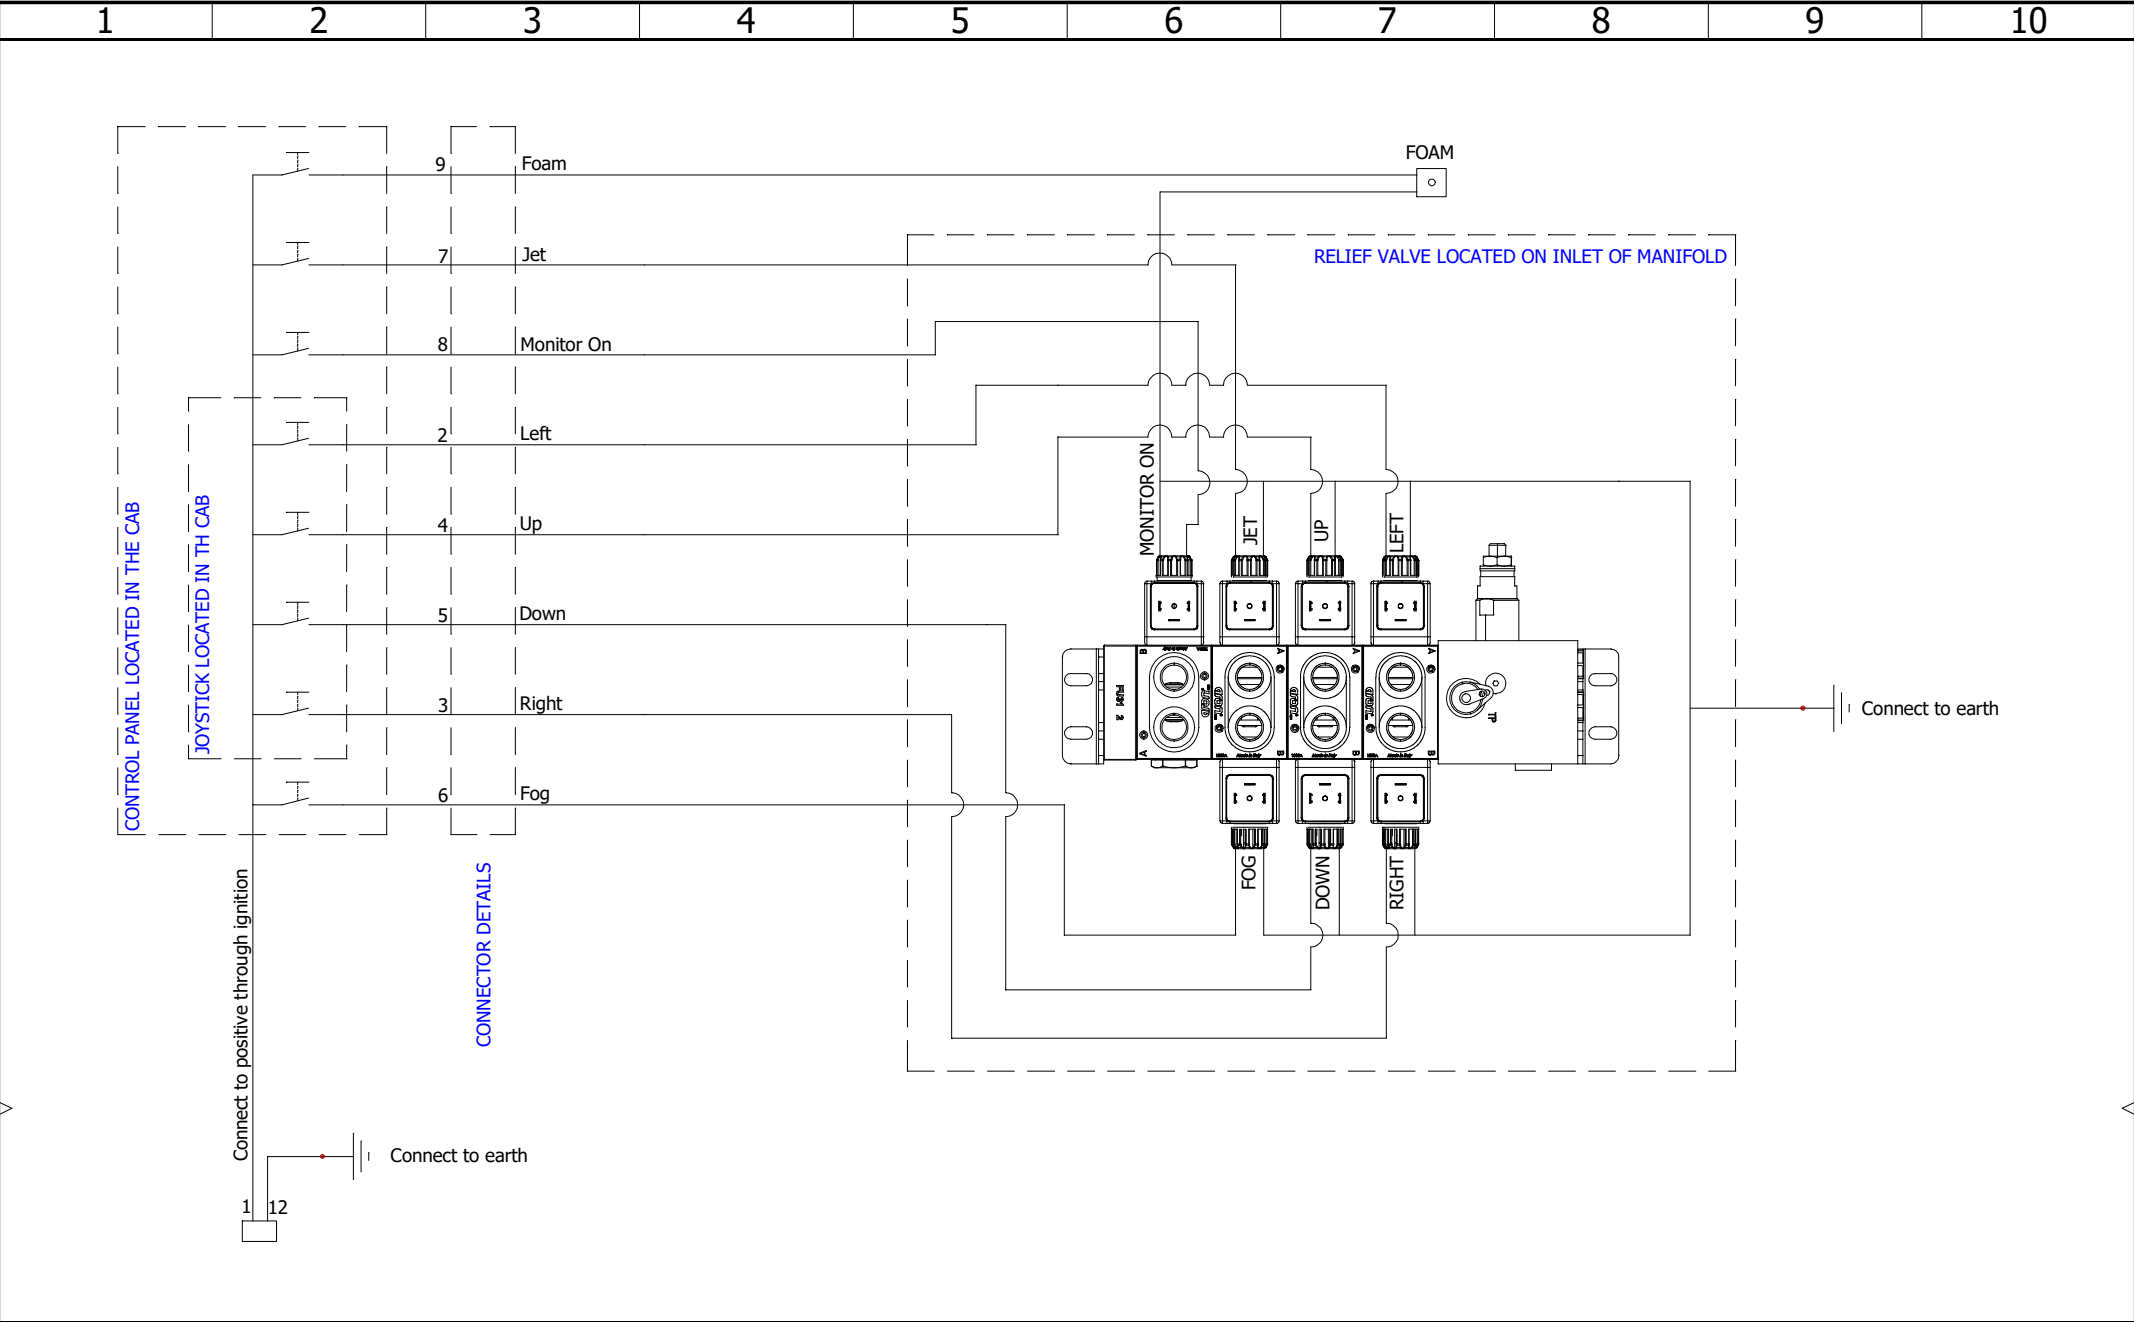 1 2 3 4 5 6 7 8 9 10
FOAM
9 Foam
RELIEF VALVE LOCATED ON INLET OF MANIFOLD
7 Jet
8 Monitor On
2 Left
4 Up
5 Down
3 Right
6 Fog
CONTROL PANEL LOCATED IN THE CAB
JOYSTICK LOCATED IN TH CAB
CONNECTOR DETAILS
Connect to positive through ignition
MONITOR ON
JET
UP
LEFT
B
A
A
B
A
B
A
B
TP
FOG
DOWN
RIGHT
Connect to earth
Connect to earth
1 12